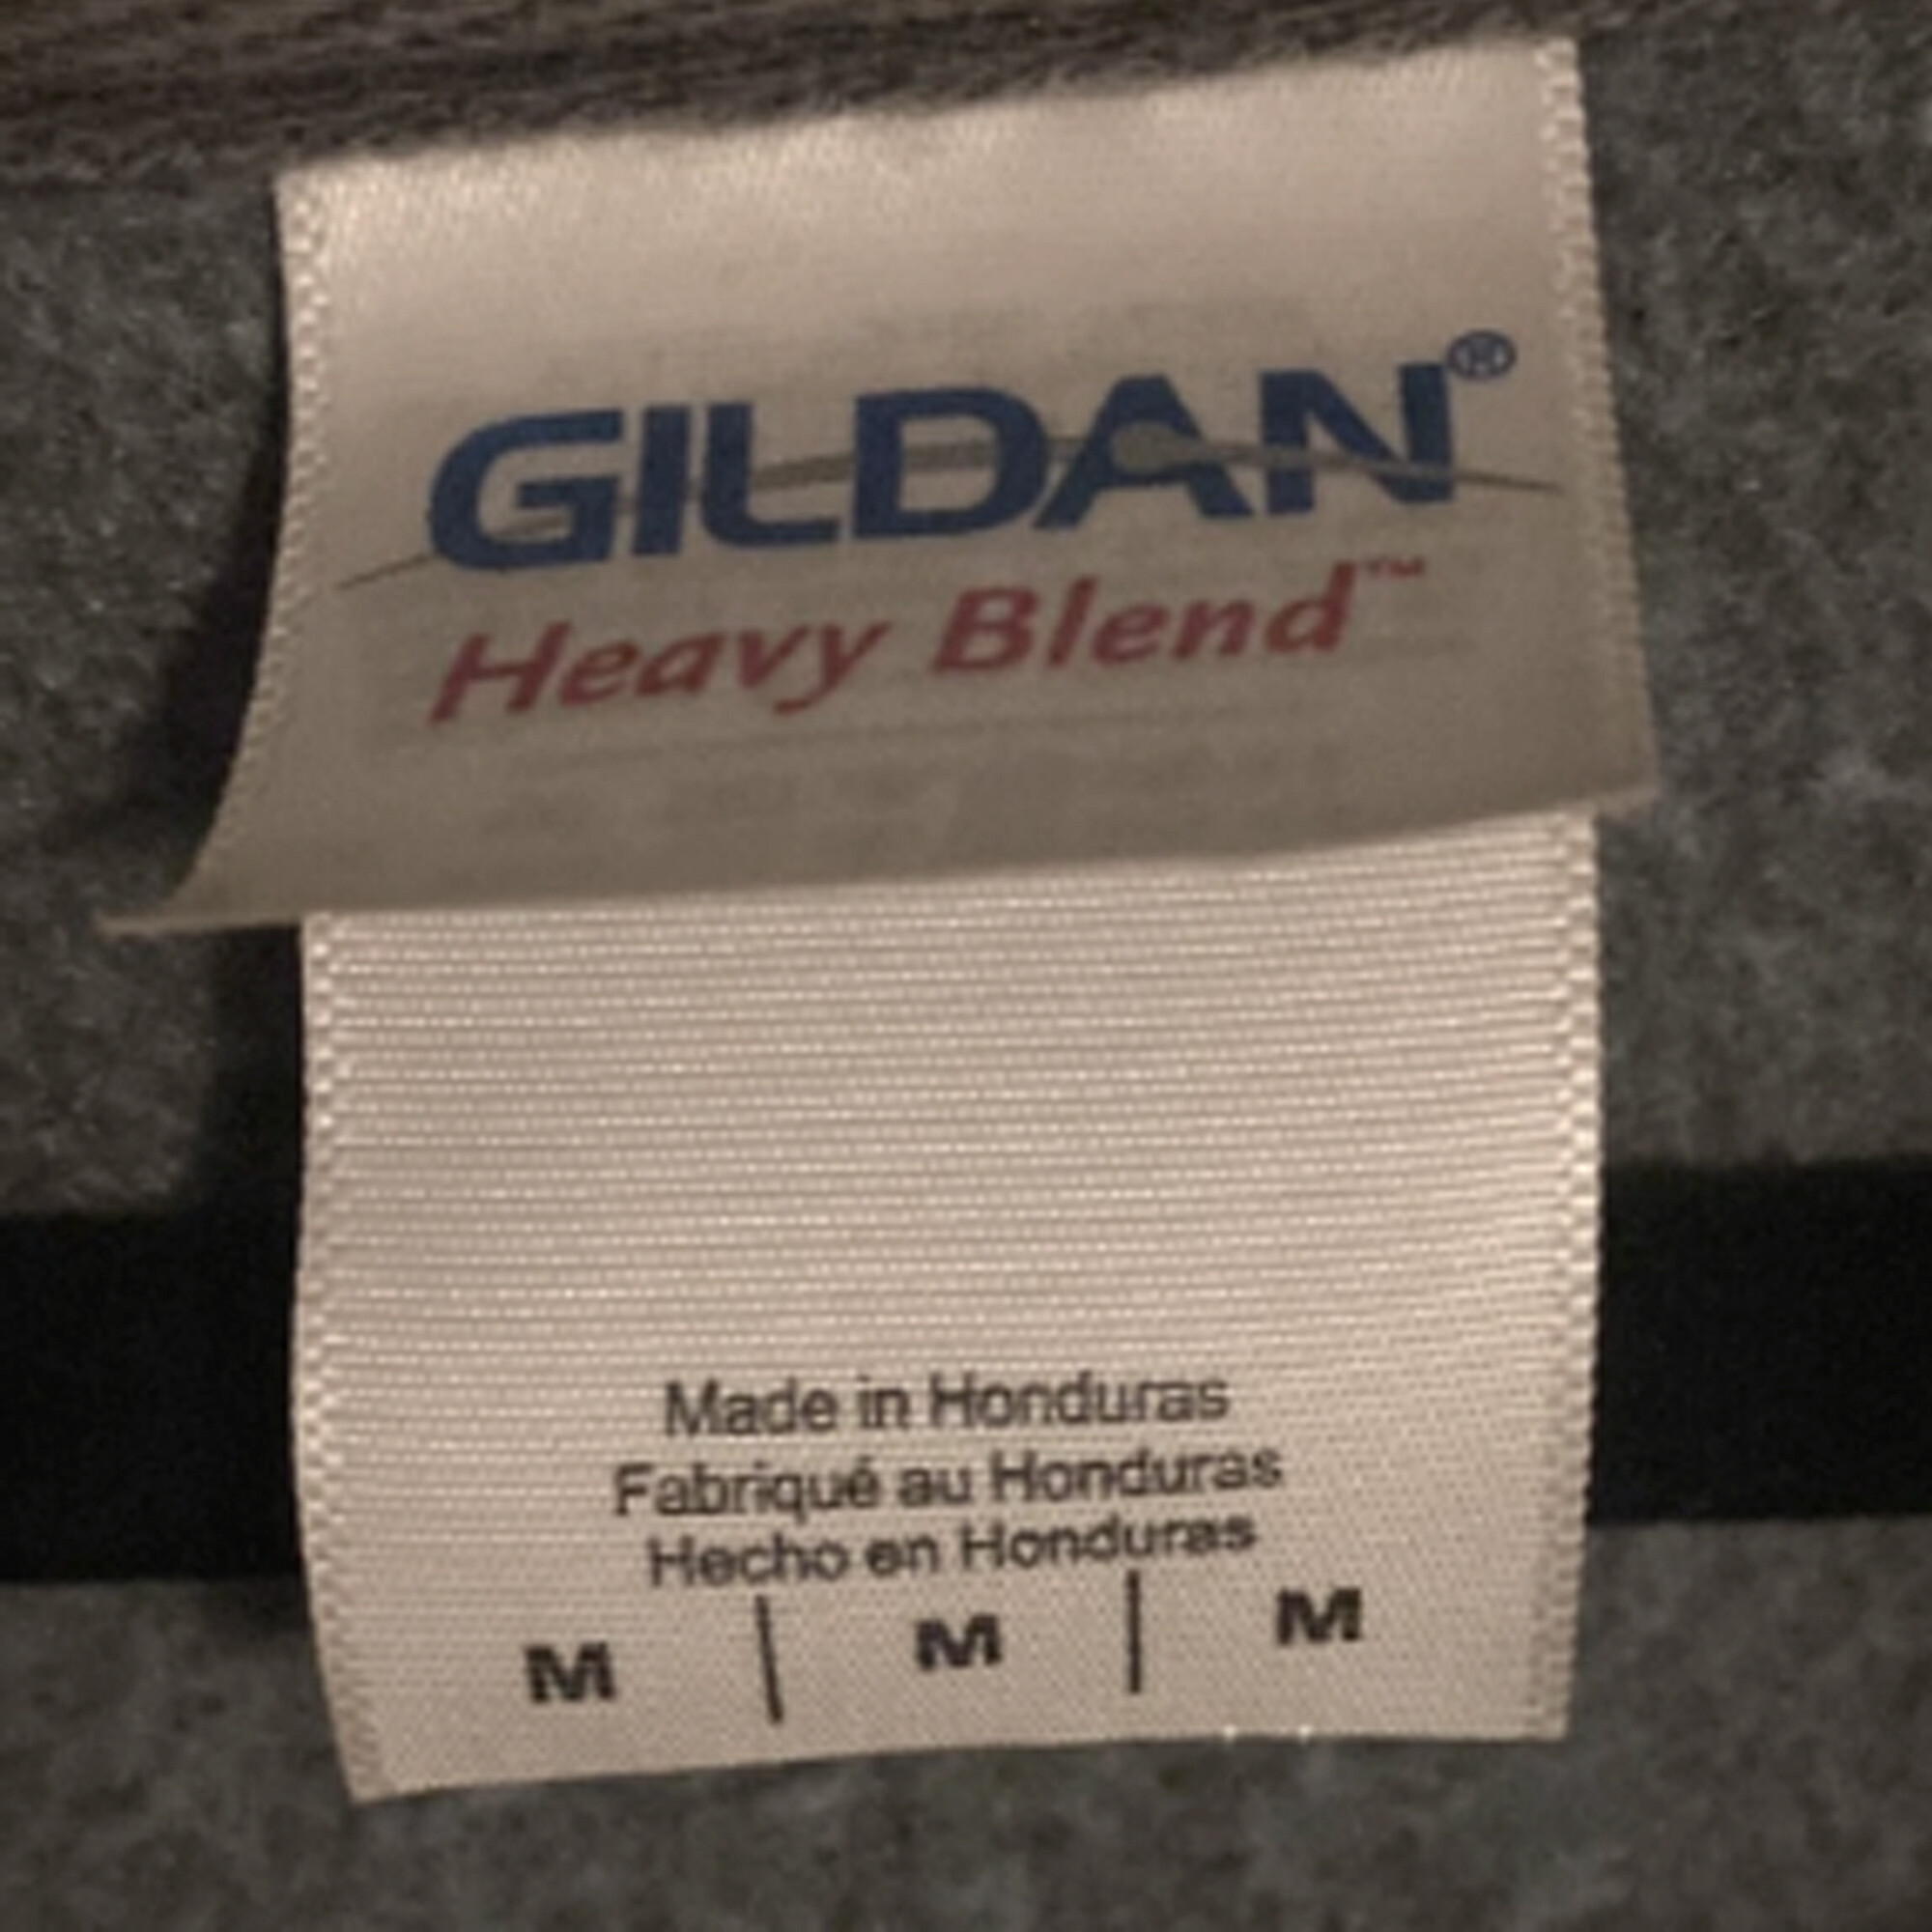 GILDAN®
Heavy Blend™
Made in Honduras
Fabriqué au Honduras
Hecho en Honduras
M | M | M